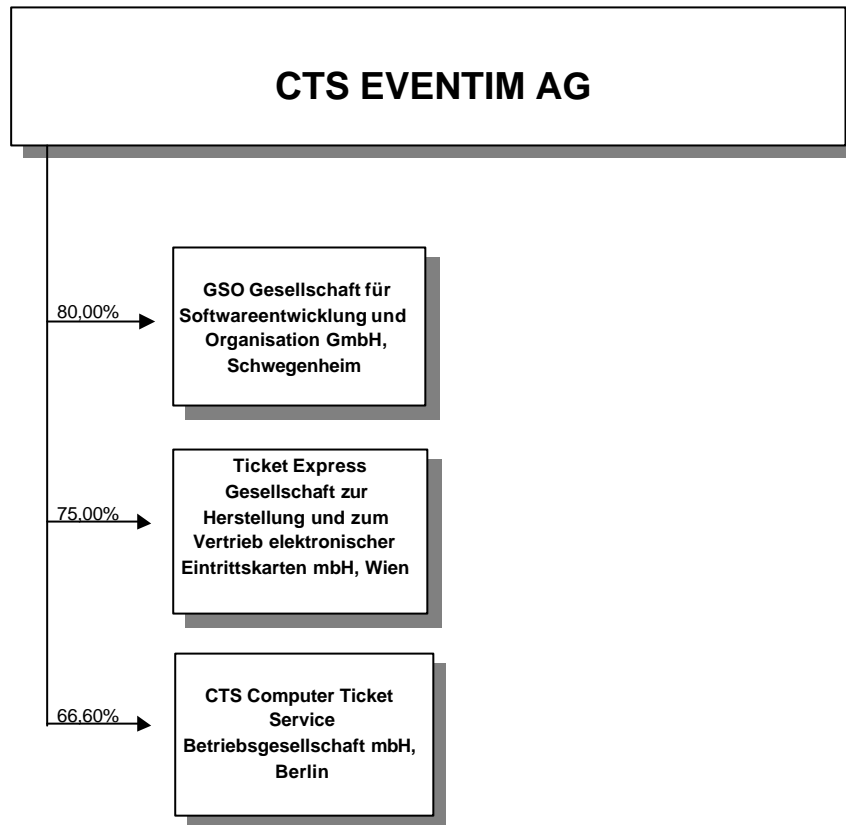 CTS EVENTIM AG
80,00%
GSO Gesellschaft für
Softwareentwicklung und
Organisation GmbH,
Schwegenheim
75,00%
Ticket Express
Gesellschaft zur
Herstellung und zum
Vertrieb elektronischer
Eintrittskarten mbH, Wien
66,60%
CTS Computer Ticket
Service
Betriebsgesellschaft mbH,
Berlin